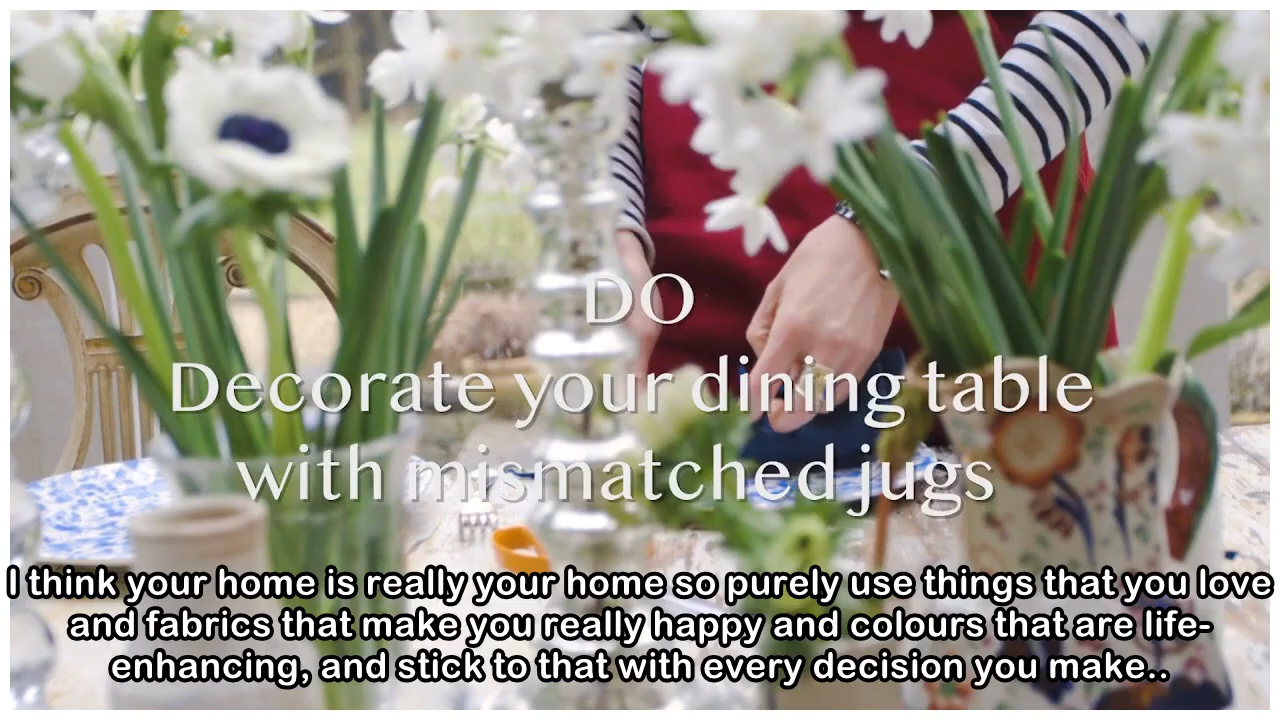 DO
Decorate your dining table
with mismatched jugs
I think your home is really your home so purely use things that you love
and fabrics that make you really happy and colours that are life-
enhancing, and stick to that with every decision you make..